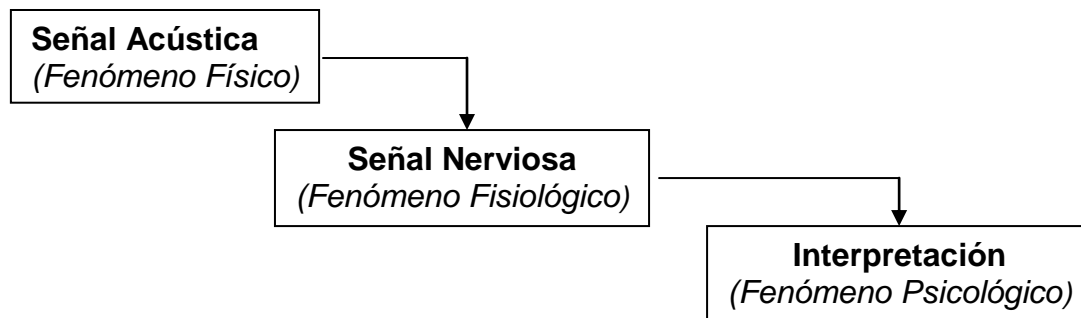 Señal Acústica
(Fenómeno Físico)
Señal Nerviosa
(Fenómeno Fisiológico)
Interpretación
(Fenómeno Psicológico)